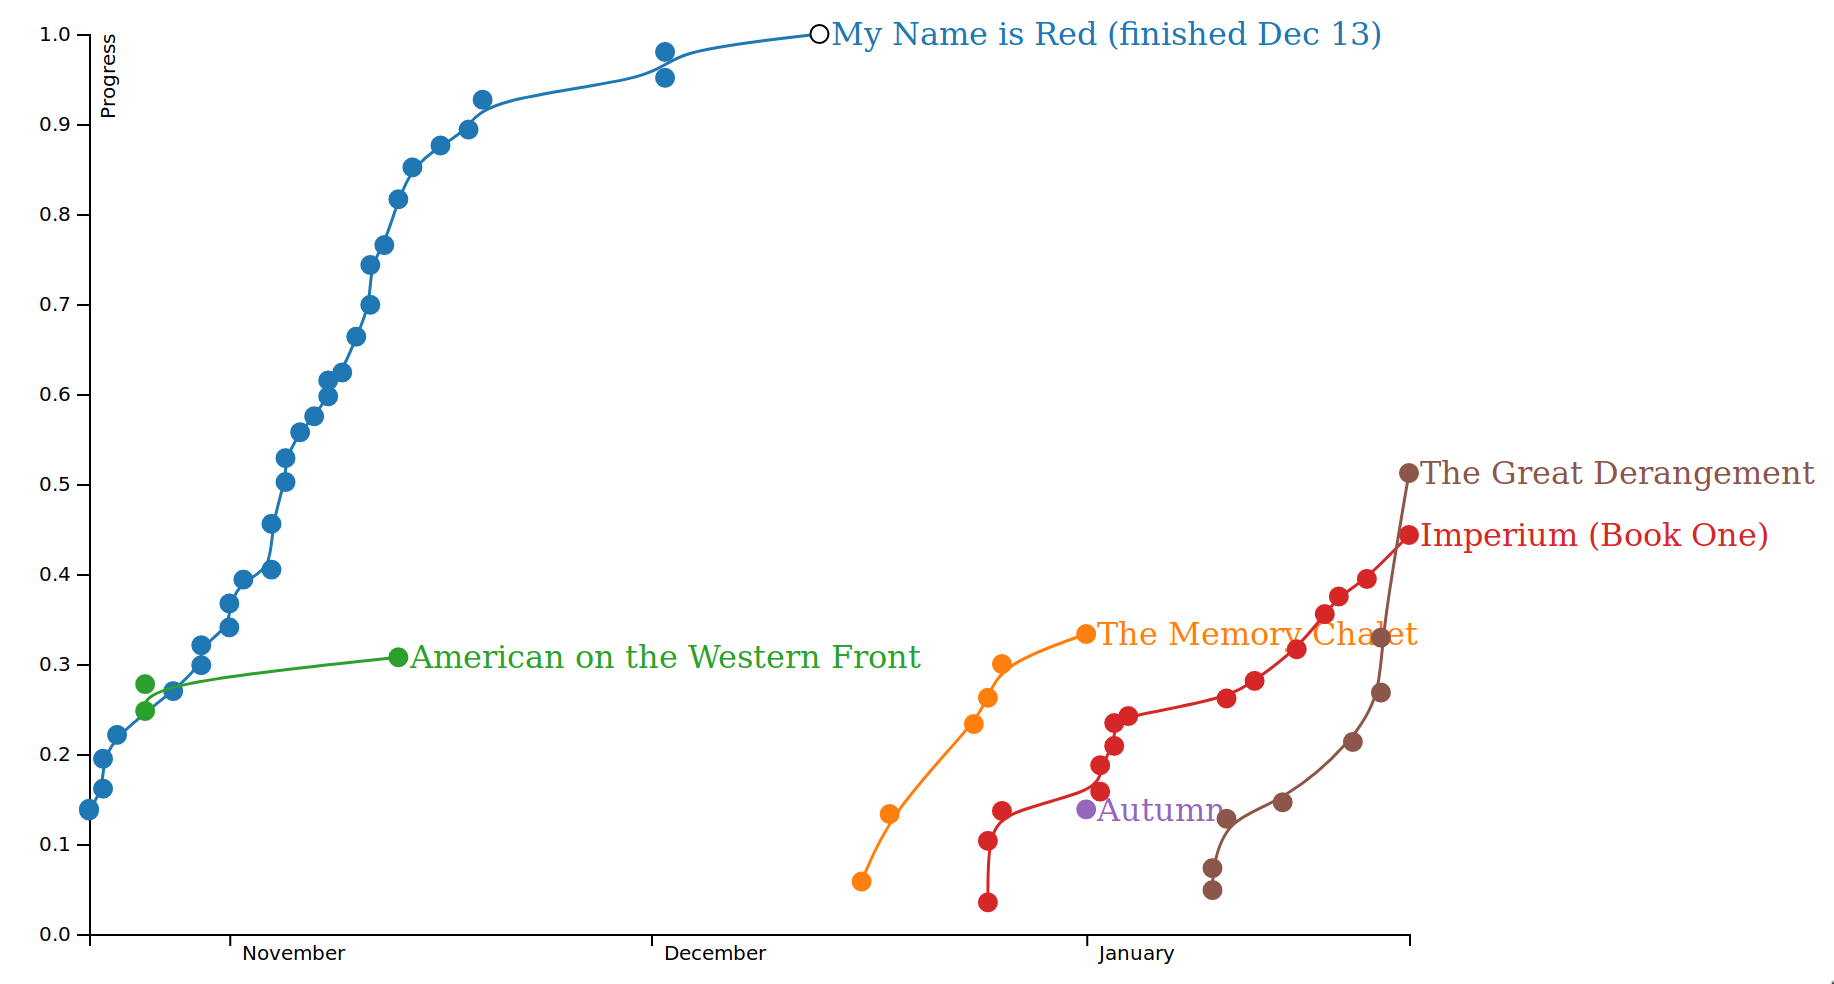 1.0
Progress
My Name is Red (finished Dec 13)
0.9
0.8
0.7
0.6
0.5
The Great Derangement
Imperium (Book One)
0.4
The Memory Chalet
0.3
American on the Western Front
0.2
Autumn
0.1
0.0
November
December
January